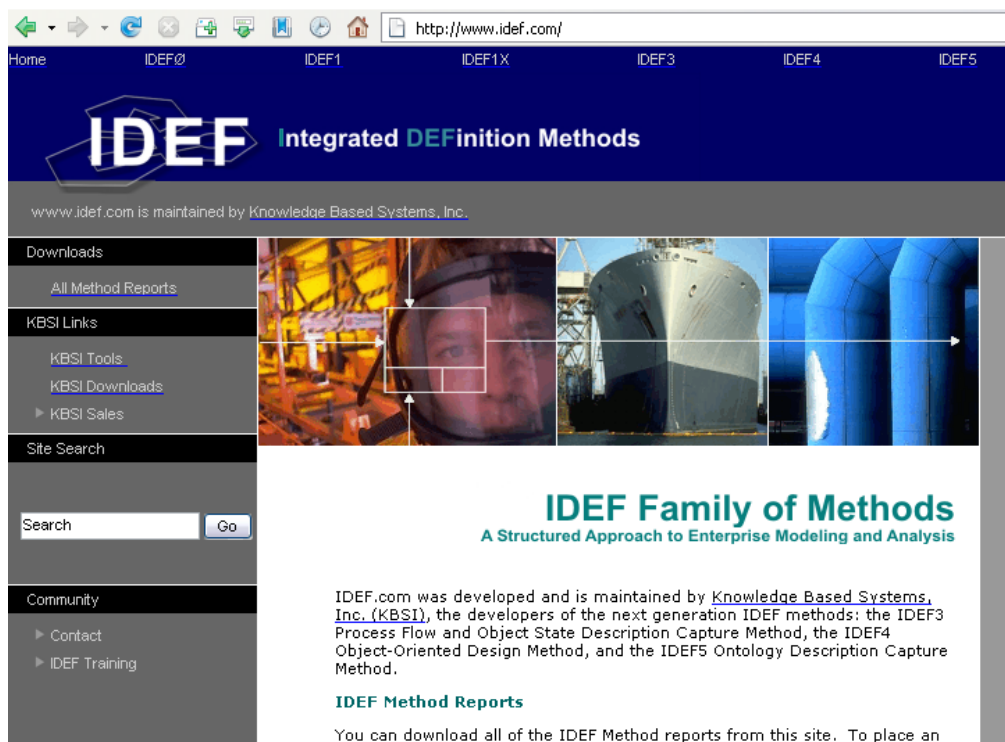 http://www.idef.com/
Home IDEFØ IDEF1 IDEF1X IDEF3 IDEF4 IDEF5
IDEF Integrated DEFinition Methods
www.idef.com is maintained by Knowledge Based Systems, Inc.
Downloads
All Method Reports
KBSI Links
KBSI Tools
KBSI Downloads
KBSI Sales
Site Search
Search Go
Community
Contact
IDEF Training
IDEF Family of Methods
A Structured Approach to Enterprise Modeling and Analysis
IDEF.com was developed and is maintained by Knowledge Based Systems,
Inc. (KBSI), the developers of the next generation IDEF methods: the IDEF3
Process Flow and Object State Description Capture Method, the IDEF4
Object-Oriented Design Method, and the IDEF5 Ontology Description Capture
Method.
IDEF Method Reports
You can download all of the IDEF Method reports from this site. To place an